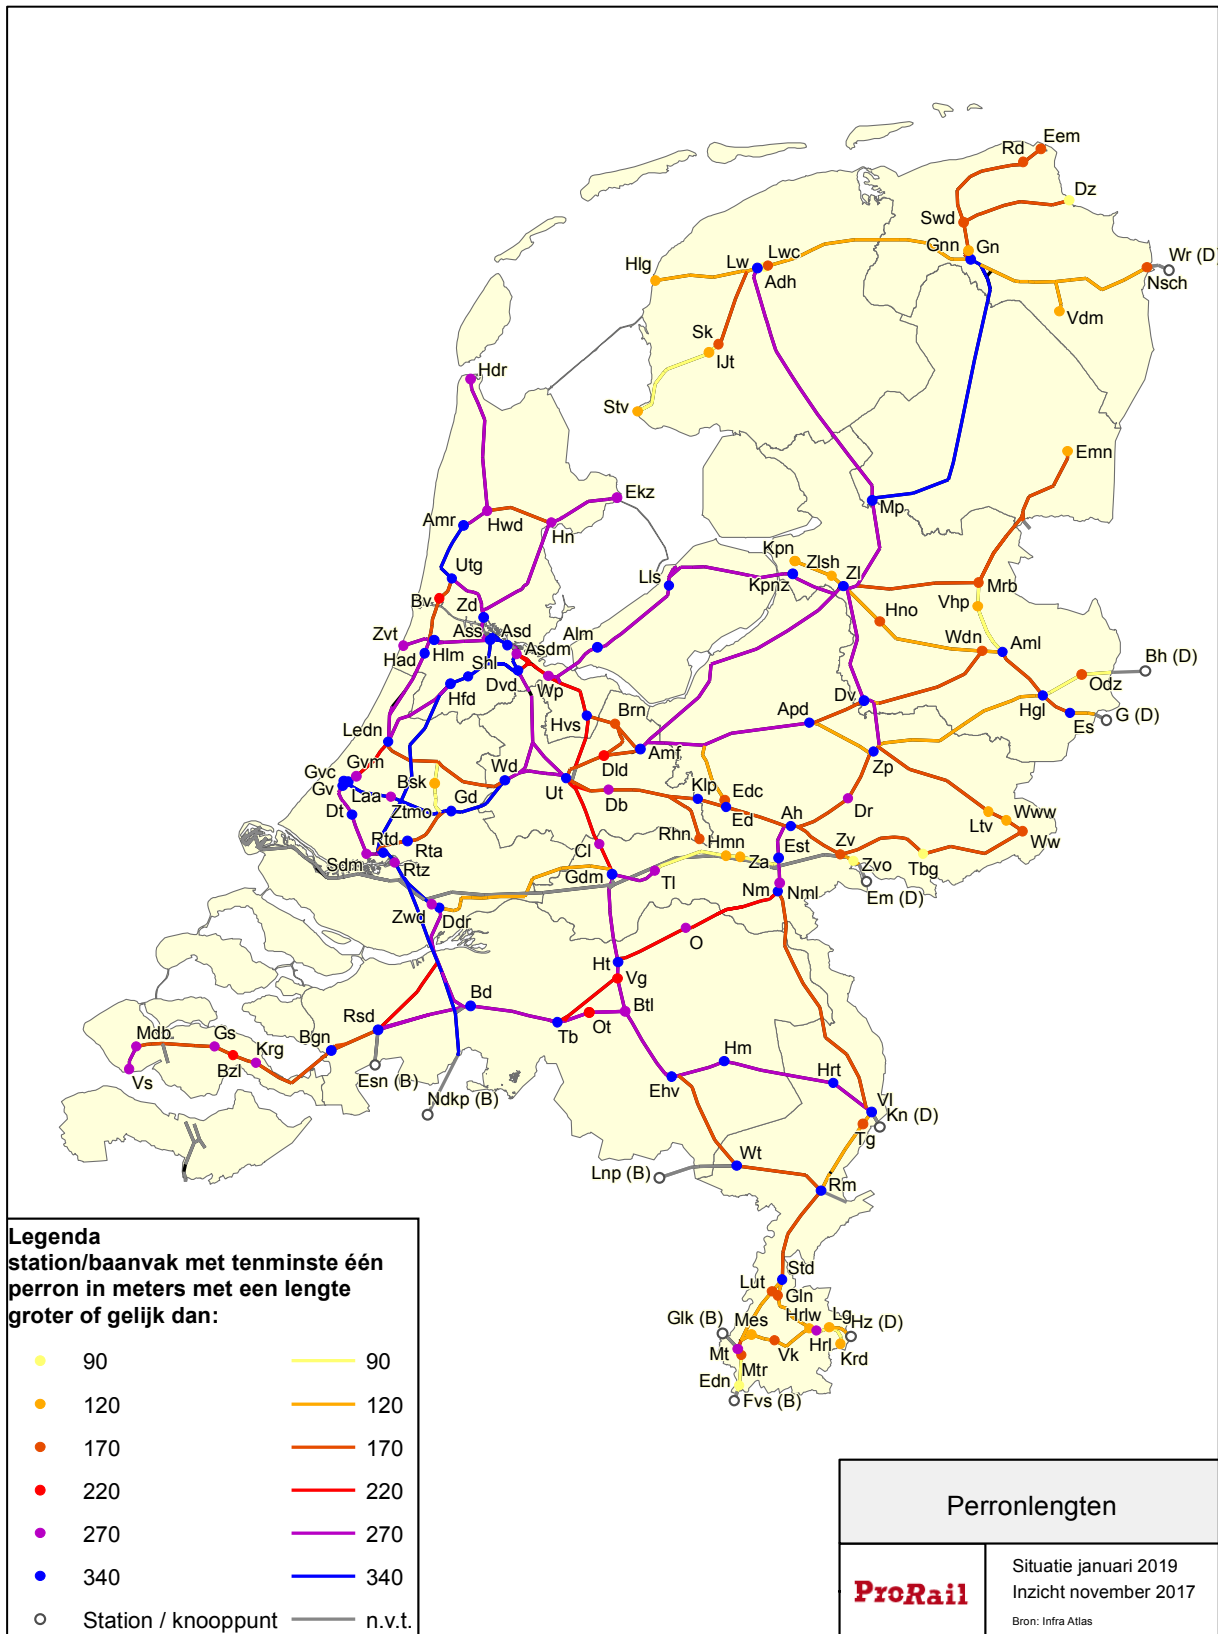 Eem
Rd
Dz
Swd
Gnn
Gn
Wr (D)
Lwc
Lw
Hlg
Adh
Nsch
Vdm
Sk
IJt
Hdr
Stv
Emn
Ekz
Mp
Amr
Hwd
Hn
Kpn
Zlsh
Zl
Utg
Lls
Kpnz
Mrb
Bv
Zd
Vhp
Hno
Zvt
Ass
Asd
Alm
Wdn
Aml
Hlm
Asdm
Had
Shl
Bh (D)
Dvd
Wp
Odz
Hfd
Dv
Hgl
G (D)
Brn
Apd
Es
Ledn
Hvs
Amf
Zp
Gvm
Wd
Dld
Gvc
Bsk
Gv
Ut
Klp
Edc
Laa
Gd
Db
Ed
Dr
Www
Dt
Ztmo
Ah
Ltv
Rtd
Rhn
Ww
Rta
Cl
Hmn
Est
Zv
Sdm
Za
Zvo
Tbg
Rtz
Gdm
Tl
Nm
Nml
Em (D)
Zwd
Ddr
O
Ht
Vg
Bd
Btl
Rsd
Mdb
Gs
Bgn
Tb
Ot
Krg
Hm
Bzl
Vs
Esn (B)
Ehv
Hrt
Ndkp (B)
Vl
Kn (D)
Tg
Wt
Lnp (B)
Rm
Std
Lut
Gln
Glk (B)
Mes
Hrlw
Lg
Hz (D)
Mt
Hrl
Vk
Krd
Mtr
Edn
Fvs (B)
Legenda
station/baanvak met tenminste één
perron in meters met een lengte
groter of gelijk dan:
90 90
120 120
170 170
220 220
270 270
340 340
Station / knooppunt n.v.t.
Perronlengten
ProRail
Situatie januari 2019
Inzicht november 2017
Bron: Infra Atlas